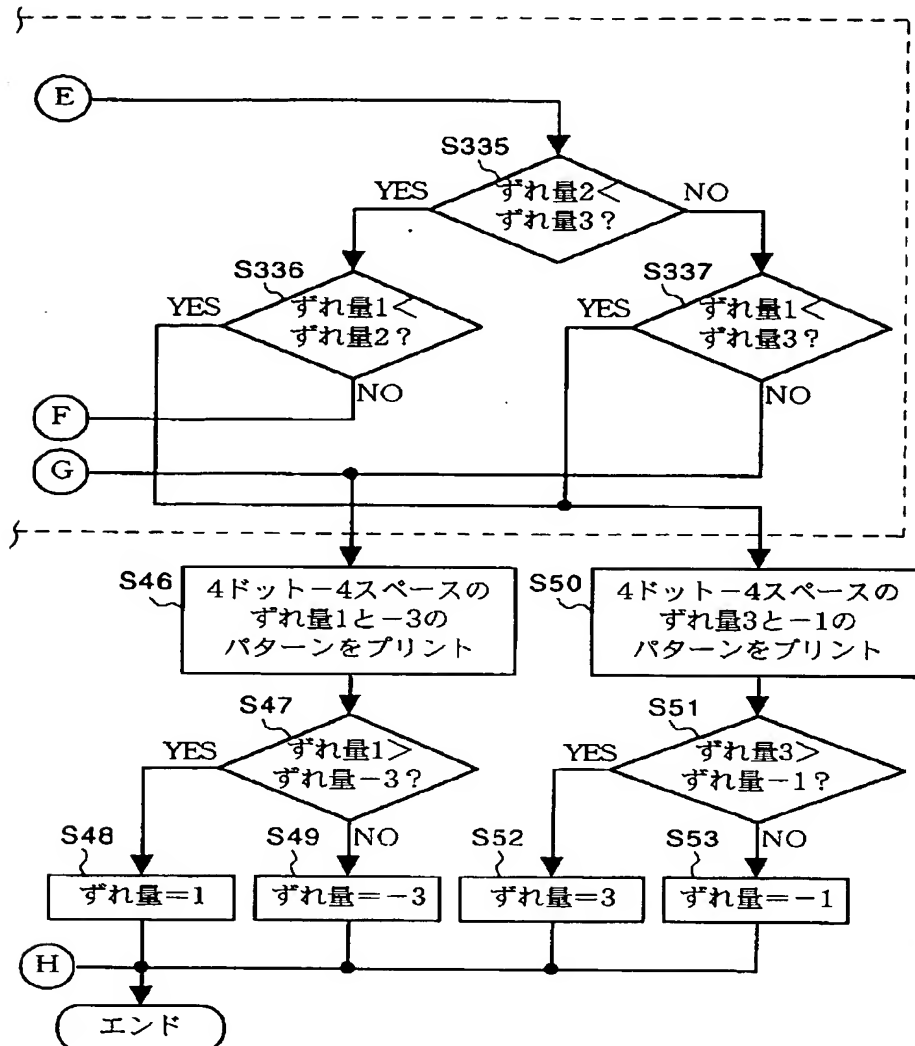 E
S335
YES
ずれ量2<
ずれ量3?
NO
S336
YES
ずれ量1<
ずれ量2?
NO
S337
YES
ずれ量1<
ずれ量3?
NO
F
G
S46
4ドット−4スペースの
ずれ量1と−3の
パターンをプリント
S50
4ドット−4スペースの
ずれ量3と−1の
パターンをプリント
S47
YES
ずれ量1>
ずれ量−3?
NO
S51
YES
ずれ量3>
ずれ量−1?
NO
S48
ずれ量=1
S49
ずれ量=−3
S52
ずれ量=3
S53
ずれ量=−1
H
エンド